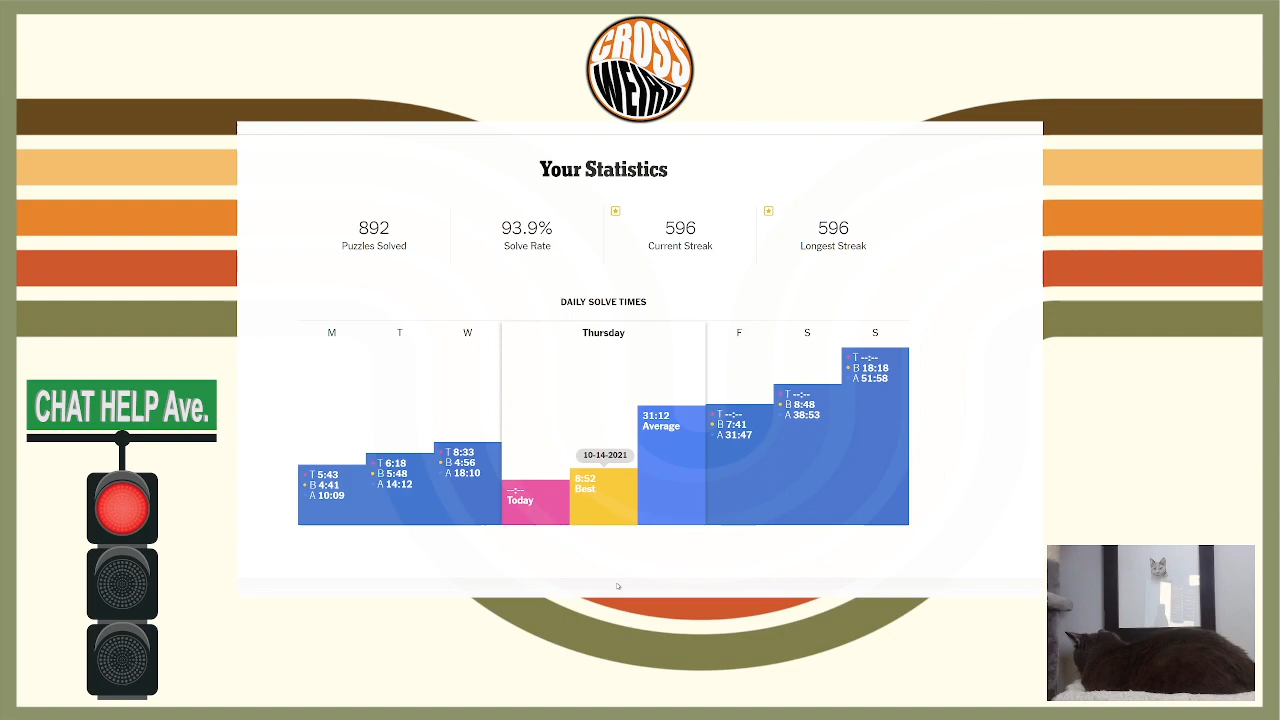 CROSS
WEIRD
Your Statistics
892
Puzzles Solved
93.9%
Solve Rate
596
Current Streak
596
Longest Streak
DAILY SOLVE TIMES
M
T
W
Thursday
F
S
S
T 5:43
B 4:41
A 10:09
T 6:18
B 5:48
A 14:12
T 8:33
B 4:56
A 18:10
--:--
Today
10-14-2021
8:52
Best
31:12
Average
T --:--
B 7:41
A 31:47
T --:--
B 8:48
A 38:53
T --:--
B 18:18
A 51:58
CHAT HELP Ave.